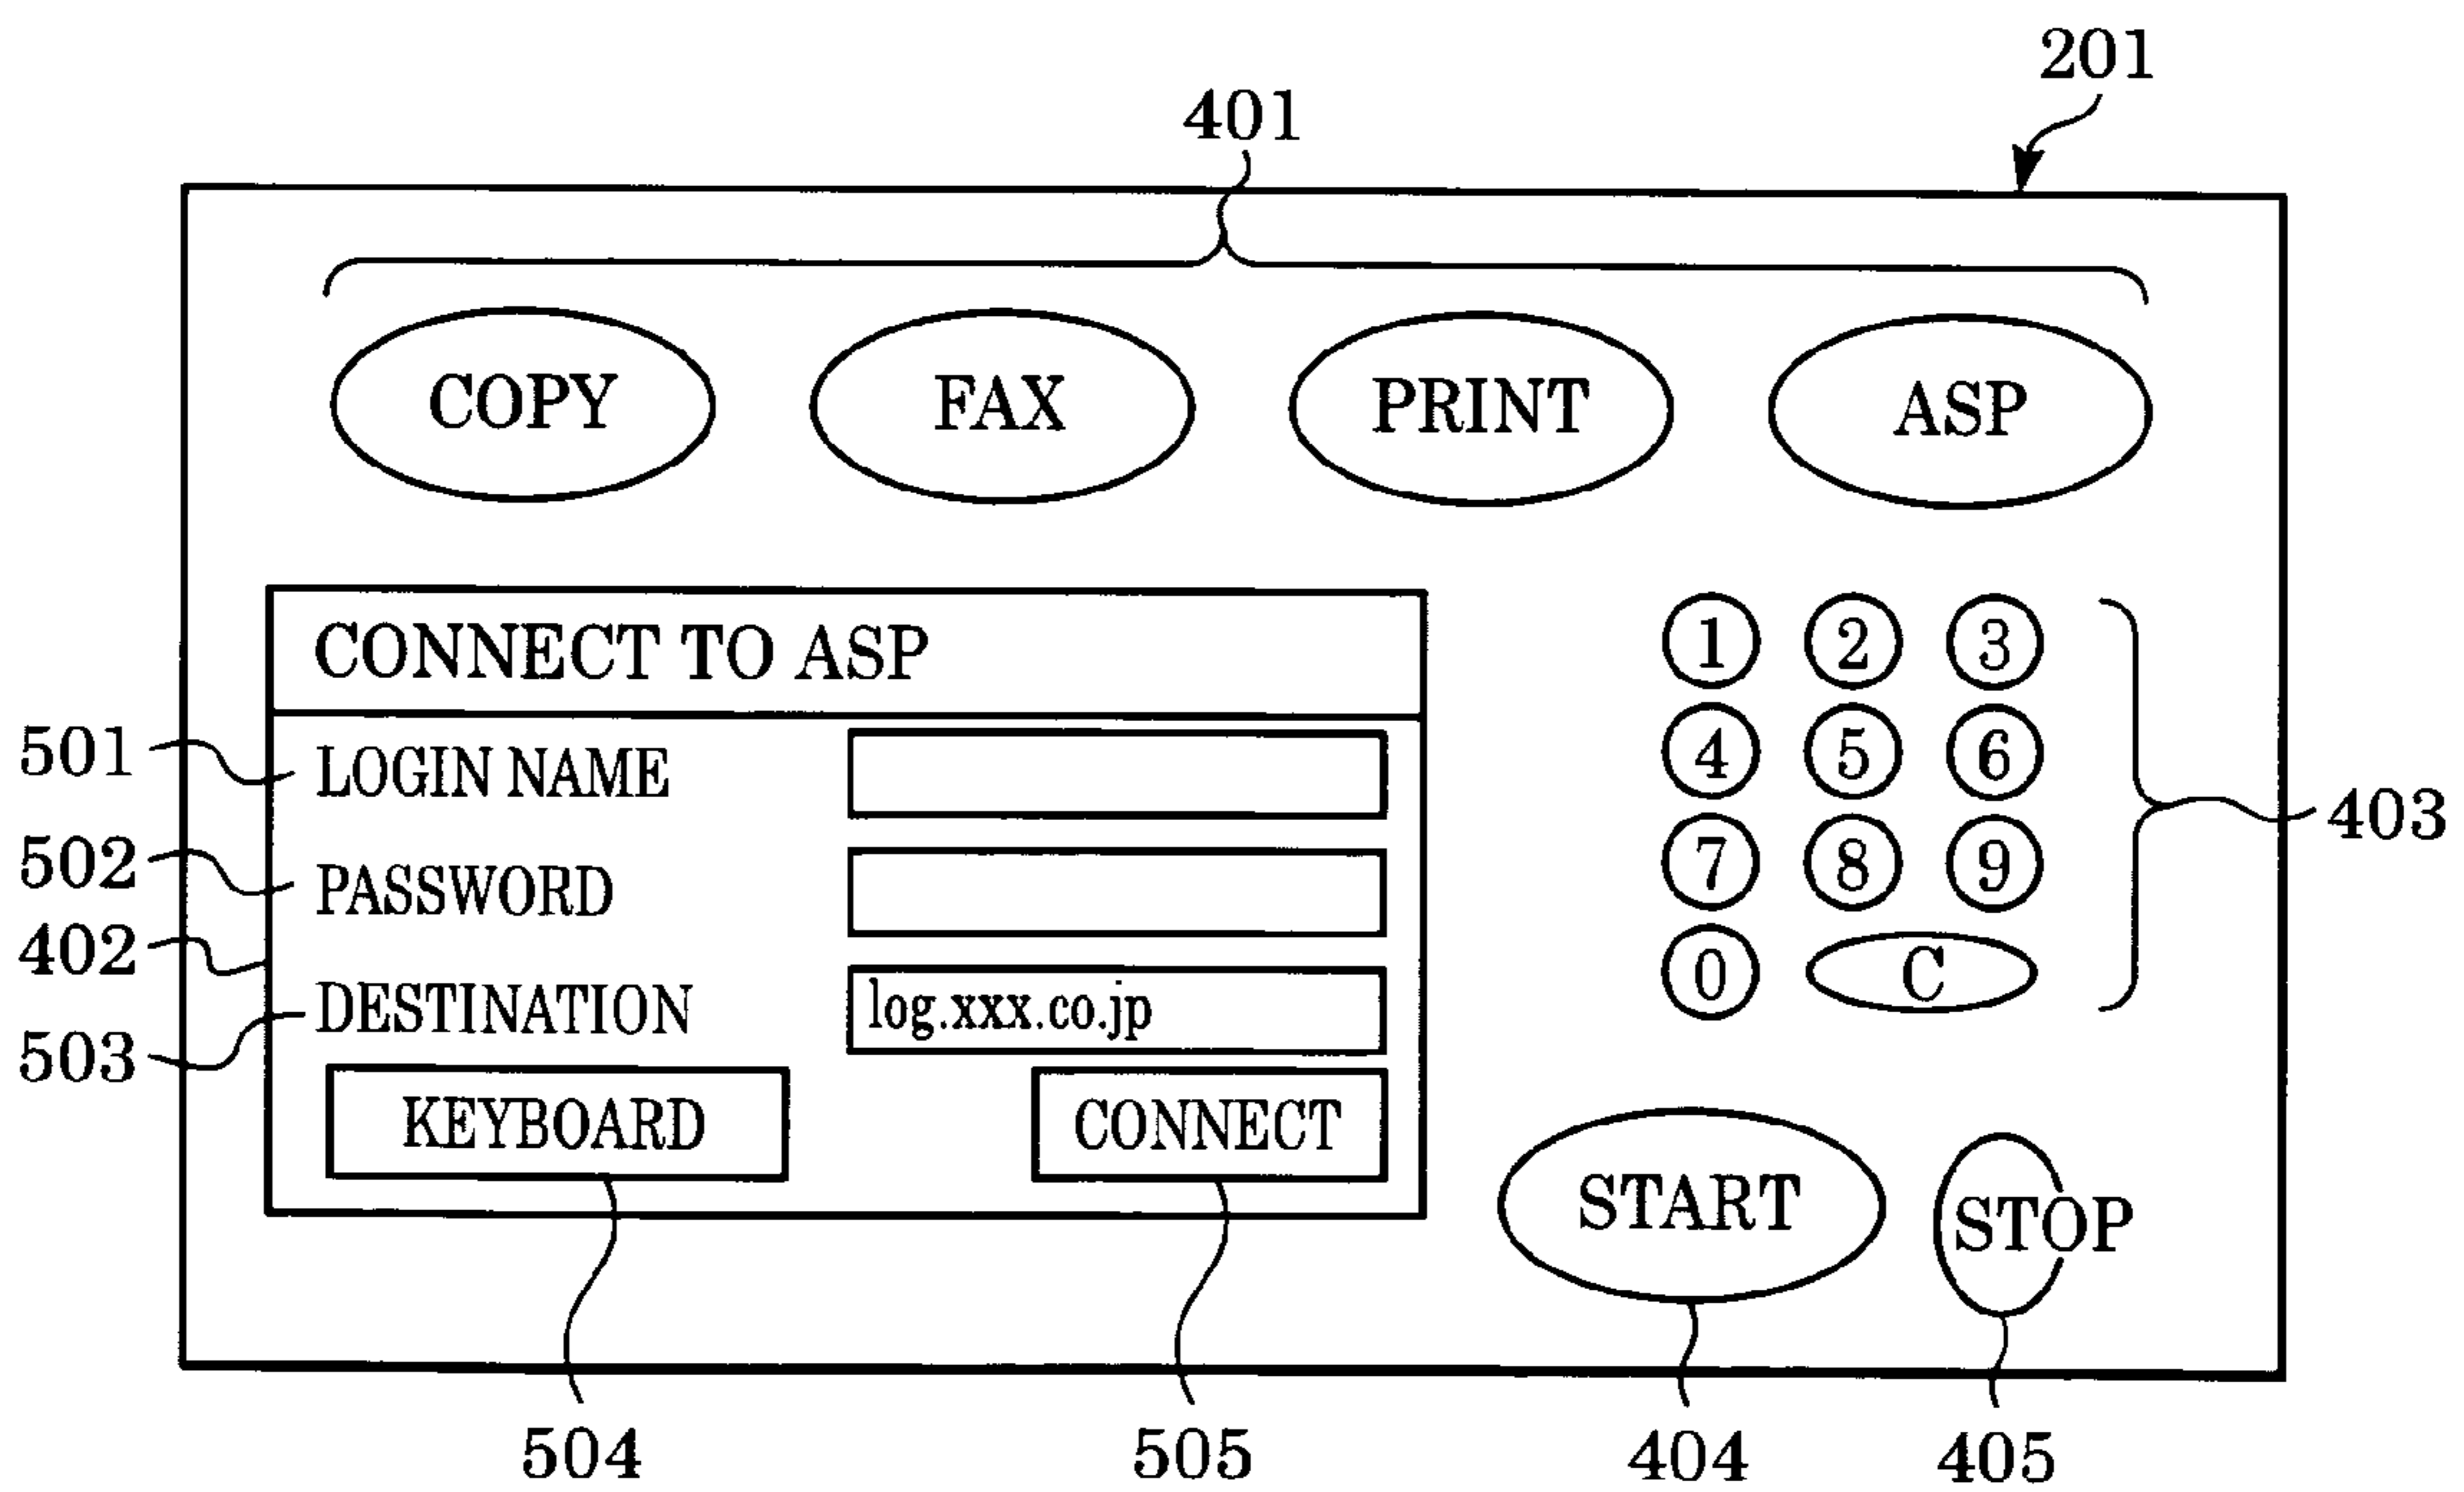 201
401
COPY FAX PRINT ASP
CONNECT TO ASP
501 LOGIN NAME
502 PASSWORD
402
503 DESTINATION log.xxx.co.jp
KEYBOARD CONNECT
1 2 3
4 5 6
7 8 9
0 C
403
START STOP
504 505 404 405